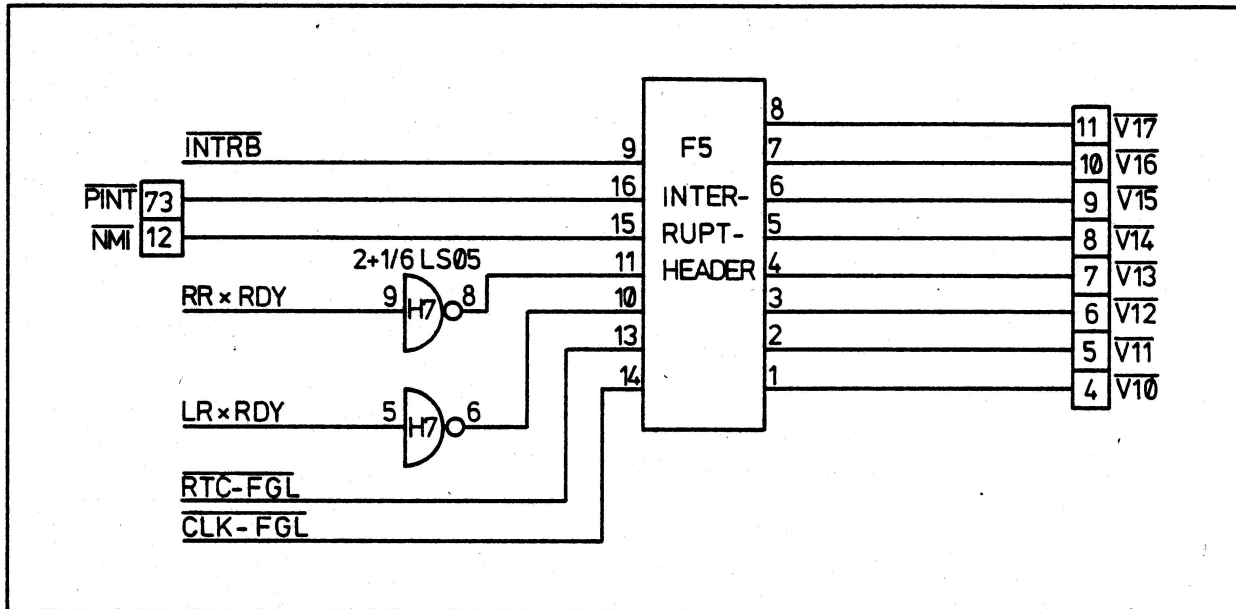 8
11 V17
INTRB 9 F5 7 10 V16
PINT 73 16 INTER- 6 9 V15
NMI 12 15 RUPT- 5 8 V14
2+1/6 LS05 11 HEADER 4 7 V13
RR×RDY 9 H7 8 10 3 6 V12
13 2 5 V11
14 1 4 V10
LR×RDY 5 H7 6
RTC-FGL
CLK-FGL